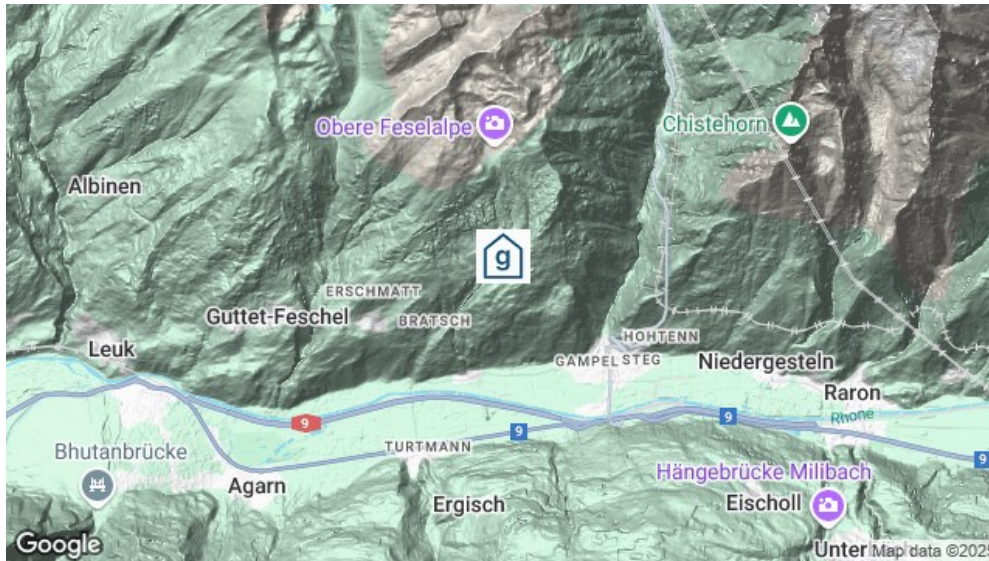 Obere Feselalpe
Chistehorn
Albinen
g
ERSCHMATT
Guttet-Feschel
BRATSCH
HOHTENN
Leuk
GAMPEL STEG
Niedergesteln
Raron
Rhone
9
9
9
9
TURTMANN
Bhutanbrücke
Agarn
Ergisch
Hängebrücke Milibach
Eischoll
Google
Unter
Map data ©2025